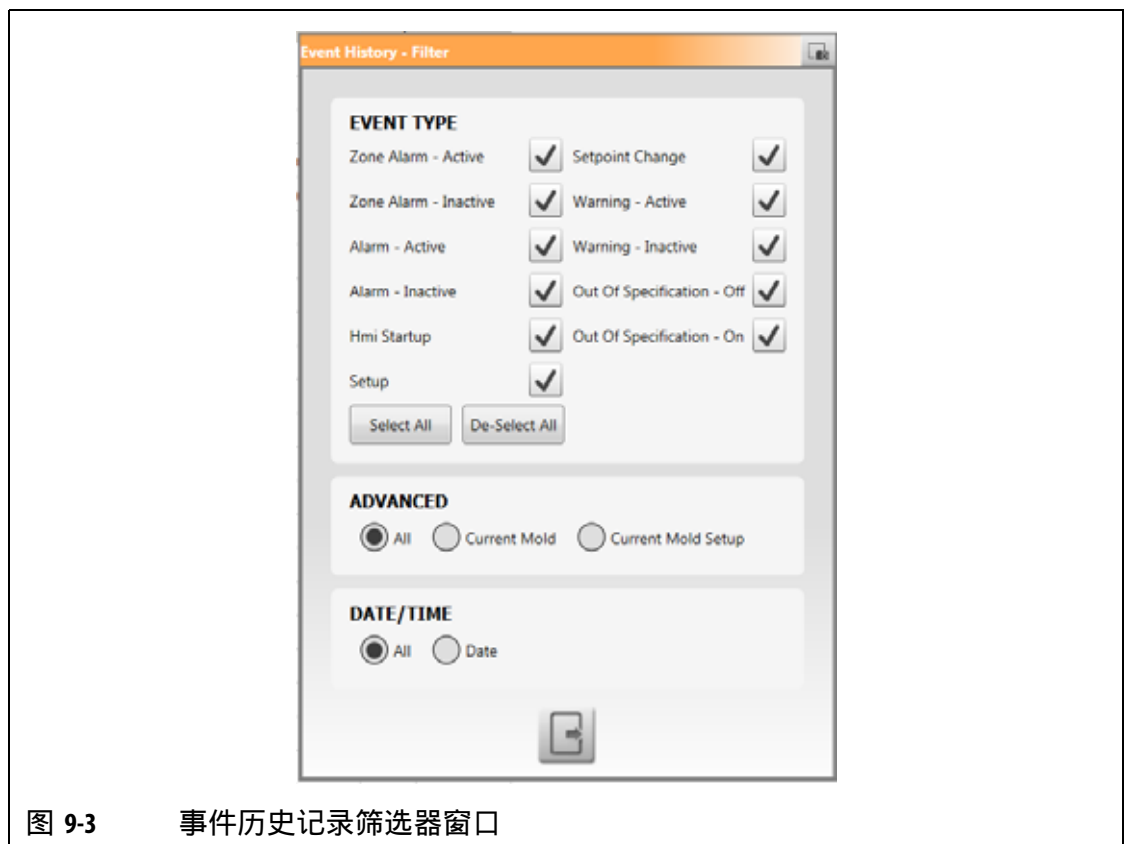 Event History - Filter
EVENT TYPE
Zone Alarm - Active Setpoint Change
Zone Alarm - Inactive Warning - Active
Alarm - Active Warning - Inactive
Alarm - Inactive Out Of Specification - Off
Hmi Startup Out Of Specification - On
Setup
Select All De-Select All
ADVANCED
All Current Mold Current Mold Setup
DATE/TIME
All Date
图 9-3 事件历史记录筛选器窗口